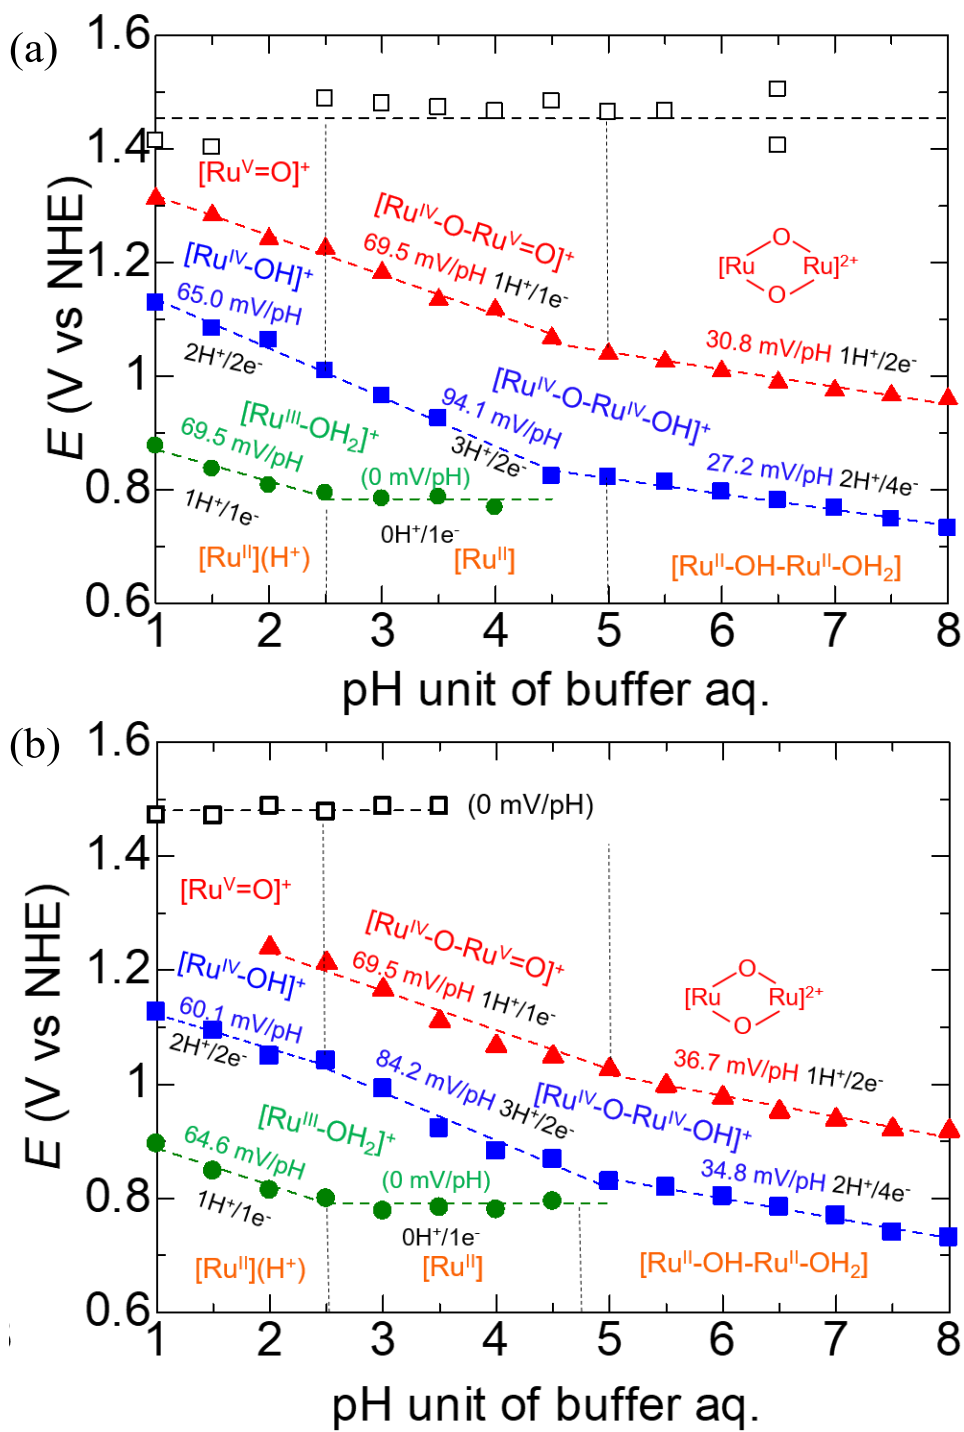 (a)
1.6
1.4
1.2
1
0.8
0.6
E (V vs NHE)
[Ruⱽ=O]⁺
[Ruᴵⱽ-O-Ruⱽ=O]⁺
69.5 mV/pH 1H⁺/1e⁻
[Ruᴵⱽ-OH]⁺
65.0 mV/pH
2H⁺/2e⁻
O
[Ru Ru]²⁺
O
30.8 mV/pH 1H⁺/2e⁻
[Ruᴵⱽ-O-Ruᴵⱽ-OH]⁺
94.1 mV/pH
3H⁺/2e⁻
[Ruᴵᴵᴵ-OH₂]⁺
69.5 mV/pH
(0 mV/pH)
27.2 mV/pH 2H⁺/4e⁻
1H⁺/1e⁻
0H⁺/1e⁻
[Ruᴵᴵ](H⁺)
[Ruᴵᴵ]
[Ruᴵᴵ-OH-Ruᴵᴵ-OH₂]
1 2 3 4 5 6 7 8
pH unit of buffer aq.
(b)
1.6
1.4
1.2
1
0.8
0.6
E (V vs NHE)
(0 mV/pH)
[Ruⱽ=O]⁺
[Ruᴵⱽ-O-Ruⱽ=O]⁺
69.5 mV/pH 1H⁺/1e⁻
[Ruᴵⱽ-OH]⁺
60.1 mV/pH
2H⁺/2e⁻
O
[Ru Ru]²⁺
O
36.7 mV/pH 1H⁺/2e⁻
84.2 mV/pH 3H⁺/2e⁻
[Ruᴵⱽ-O-Ruᴵⱽ-OH]⁺
[Ruᴵᴵᴵ-OH₂]⁺
64.6 mV/pH
(0 mV/pH)
34.8 mV/pH 2H⁺/4e⁻
1H⁺/1e⁻
0H⁺/1e⁻
[Ruᴵᴵ](H⁺)
[Ruᴵᴵ]
[Ruᴵᴵ-OH-Ruᴵᴵ-OH₂]
1 2 3 4 5 6 7 8
pH unit of buffer aq.